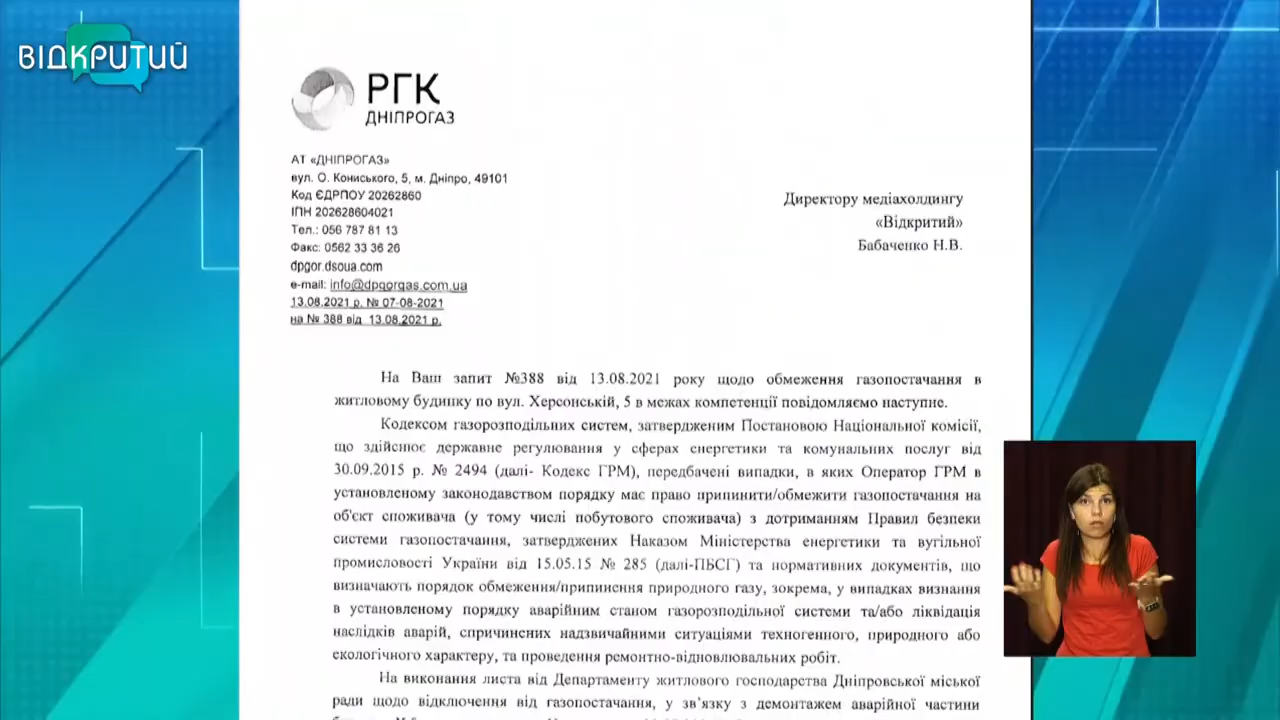 ВІДКРИТИЙ
РГК
ДНІПРОГАЗ
АТ «ДНІПРОГАЗ»
вул. О. Кониського, 5, м. Дніпро, 49101
Код ЄДРПОУ 20262860
ІПН 202628604021
Тел.: 056 787 81 13
Факс: 0562 33 36 26
dpgor.dsoua.com
e-mail: info@dpgorgas.com.ua
13.08.2021 р. № 07-08-2021
на № 388 від 13.08.2021 р.
Директору медіахолдингу
«Відкритий»
Бабаченко Н.В.
На Ваш запит №388 від 13.08.2021 року щодо обмеження газопостачання в
житловому будинку по вул. Херсонській, 5 в межах компетенції повідомляємо наступне.
Кодексом газорозподільних систем, затвердженим Постановою Національної комісії,
що здійснює державне регулювання у сферах енергетики та комунальних послуг від
30.09.2015 р. № 2494 (далі- Кодекс ГРМ), передбачені випадки, в яких Оператор ГРМ в
установленому законодавством порядку має право припинити/обмежити газопостачання на
об'єкт споживача (у тому числі побутового споживача) з дотриманням Правил безпеки
системи газопостачання, затверджених Наказом Міністерства енергетики та вугільної
промисловості України від 15.05.15 № 285 (далі-ПБСГ) та нормативних документів, що
визначають порядок обмеження/припинення природного газу, зокрема, у випадках визнання
в установленому порядку аварійним станом газорозподільної системи та/або ліквідація
наслідків аварій, спричинених надзвичайними ситуаціями техногенного, природного або
екологічного характеру, та проведення ремонтно-відновлювальних робіт.
На виконання листа від Департаменту житлового господарства Дніпровської міської
ради щодо відключення від газопостачання, у зв'язку з демонтажем аварійної частини